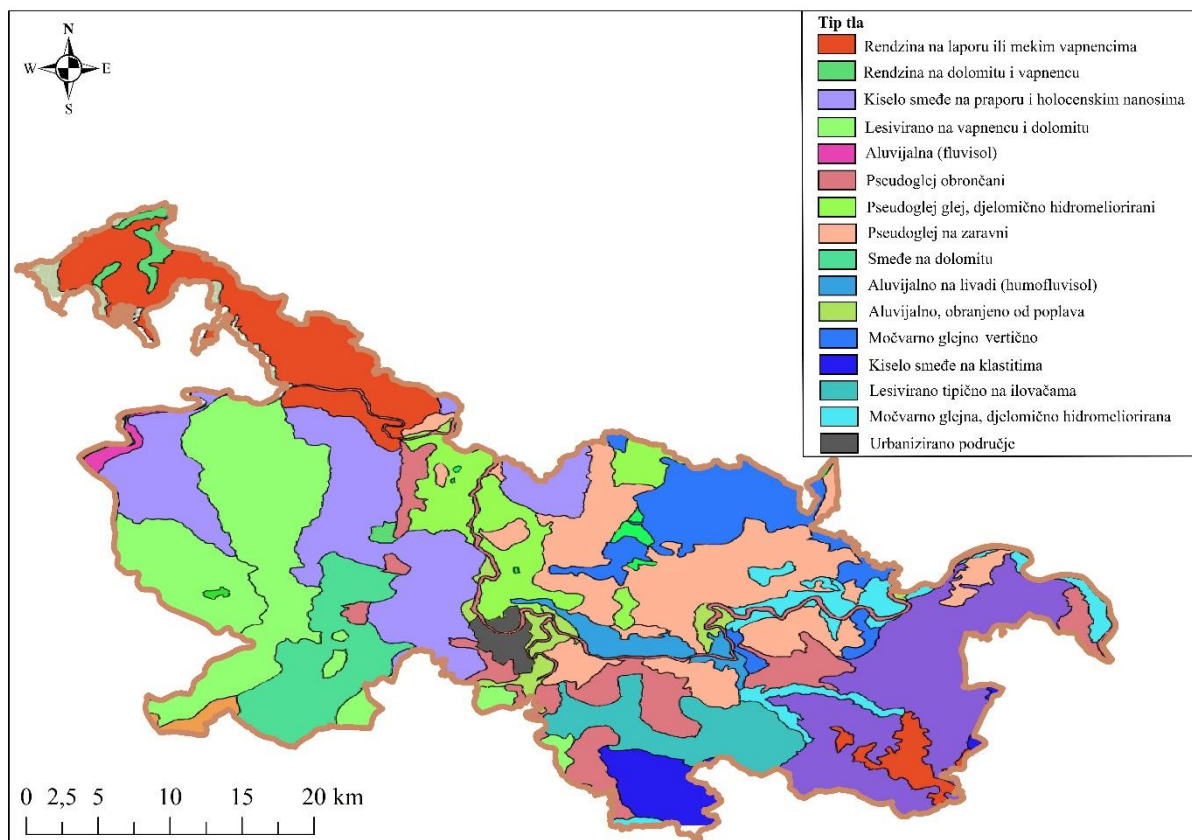 N
W E
S
Tip tla
Rendzina na laporu ili mekim vapnencima
Rendzina na dolomitu i vapnencu
Kiselo smeđe na praporu i holocenskim nanosima
Lesivirano na vapnencu i dolomitu
Aluvijalna (fluvisol)
Pseudoglej obrončani
Pseudoglej glej, djelomično hidromeliorirani
Pseudoglej na zaravni
Smeđe na dolomitu
Aluvijalno na livadi (humofluvisol)
Aluvijalno, obranjeno od poplava
Močvarno glejno vertično
Kiselo smeđe na klastitima
Lesivirano tipično na ilovačama
Močvarno glejna, djelomično hidromeliorirana
Urbanizirano područje
0 2,5 5 10 15 20 km